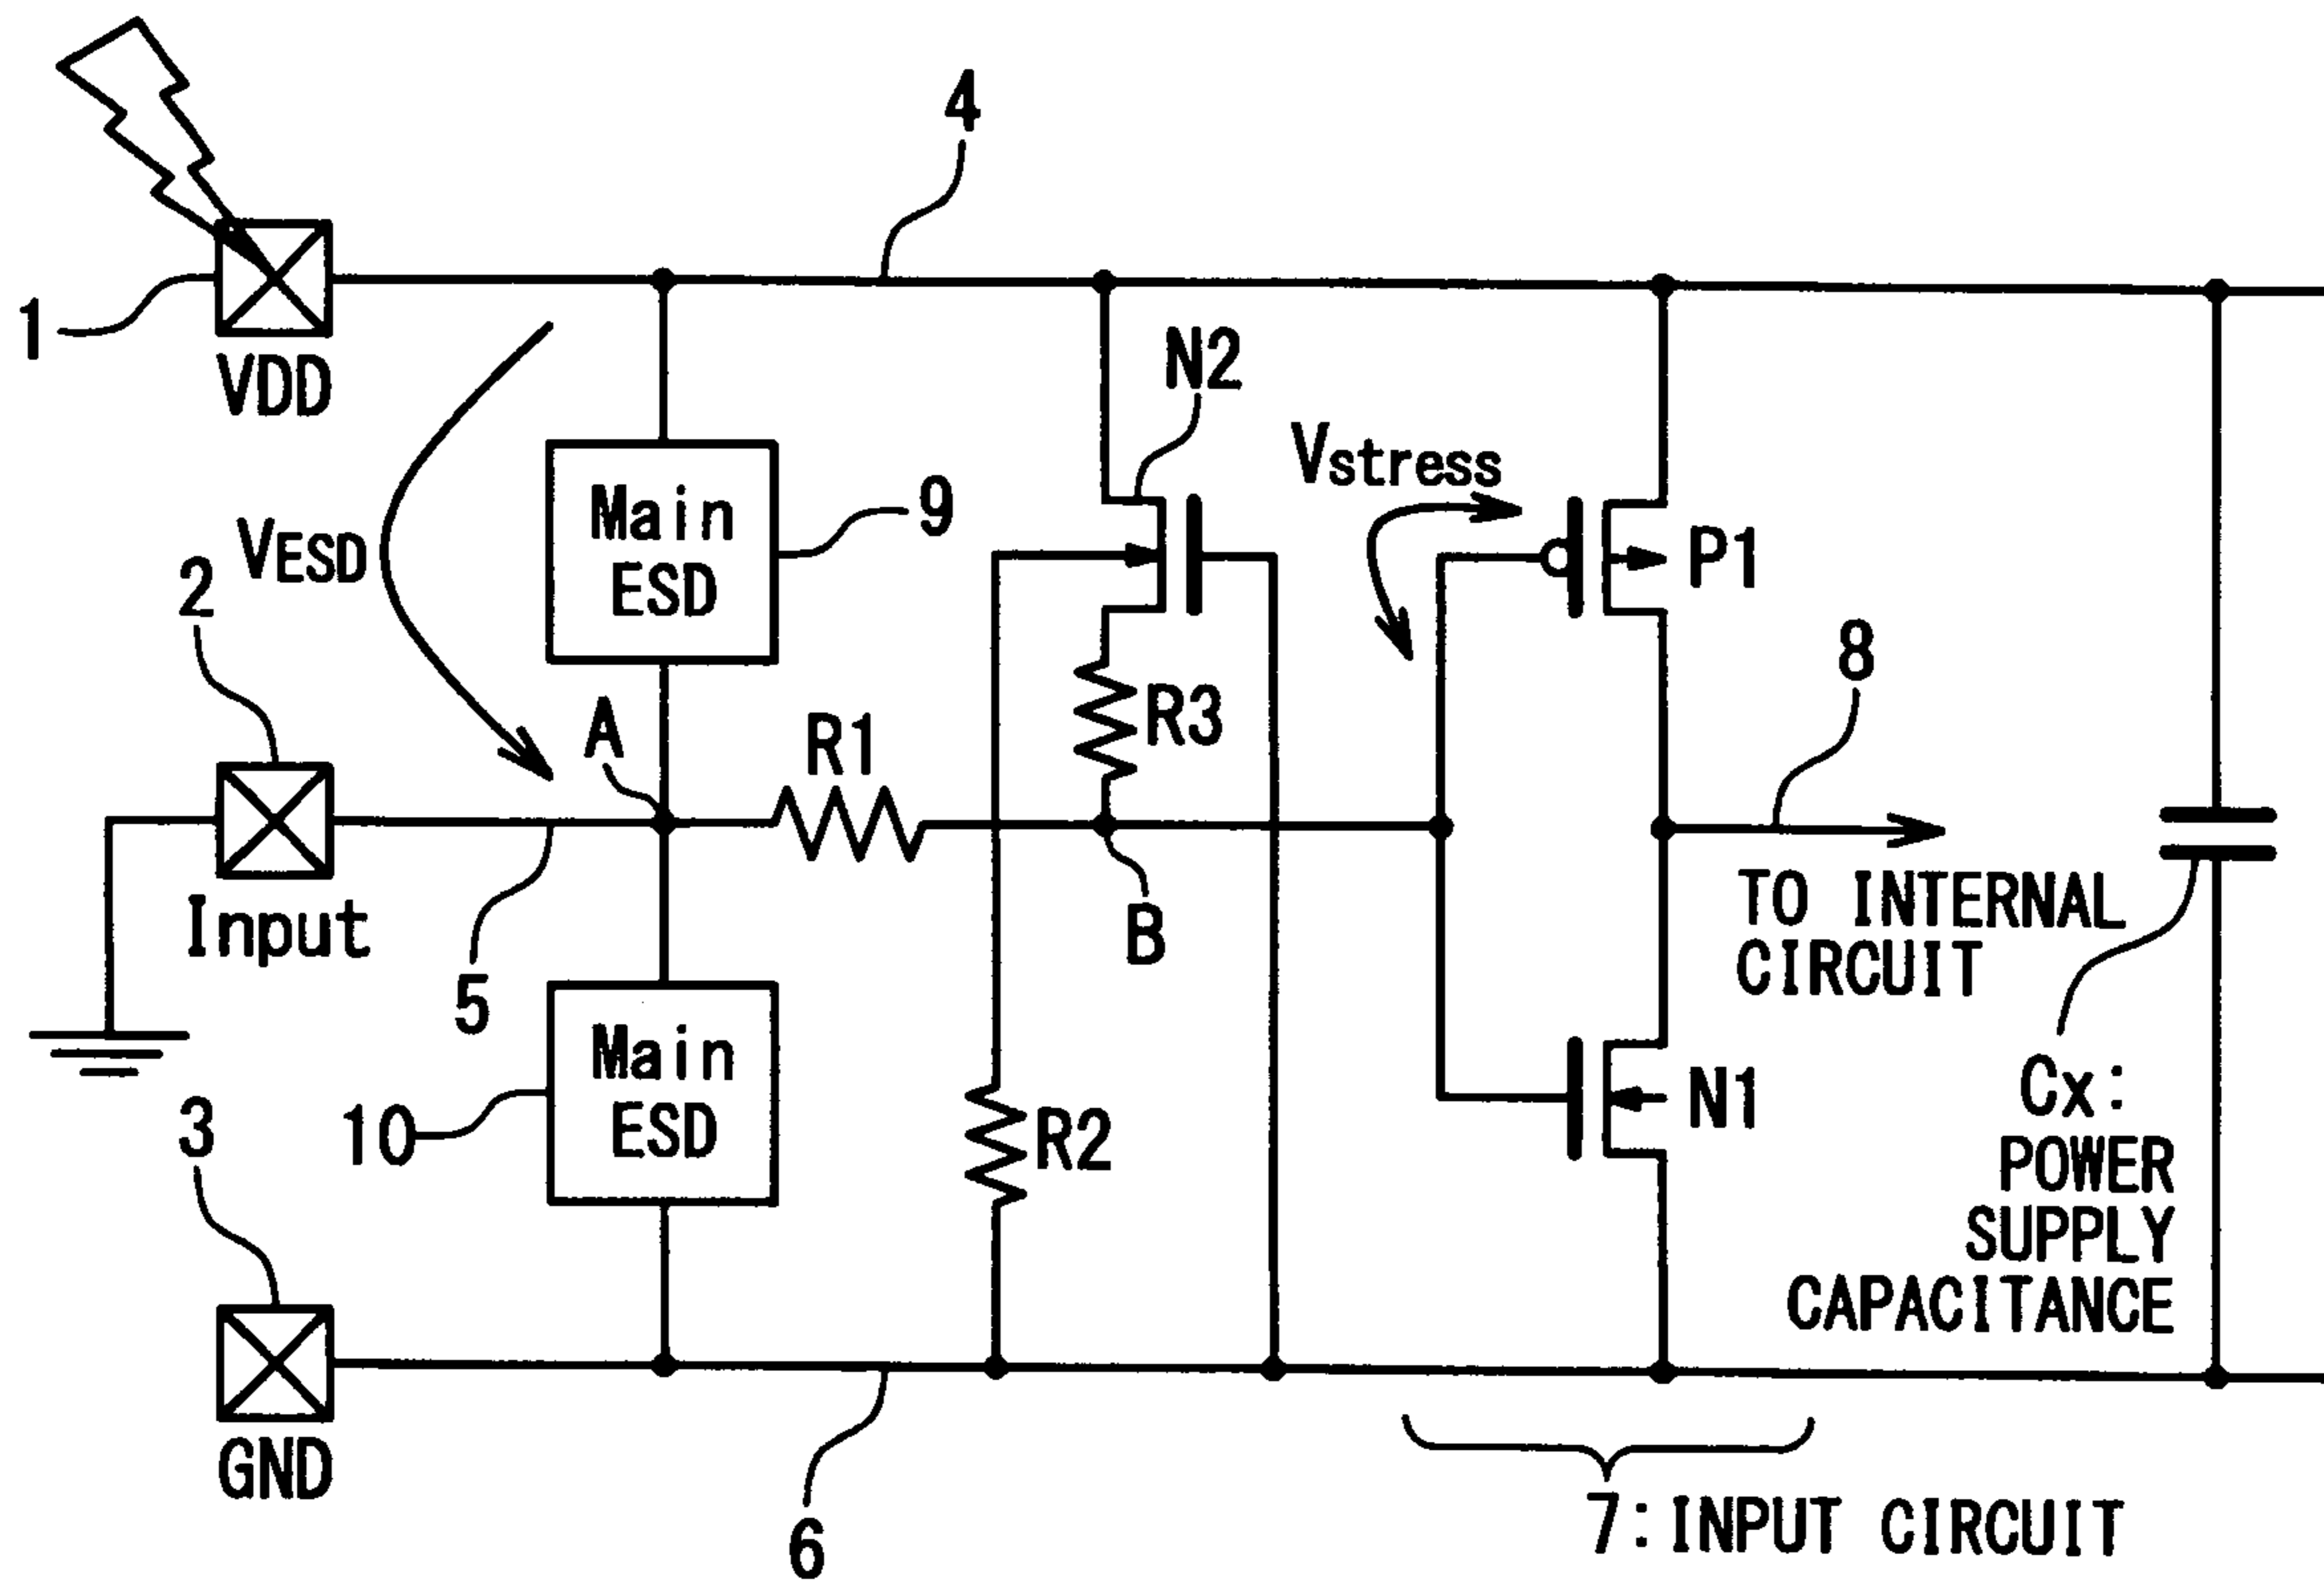 4
1
VDD
N2
Vstress
Main
ESD
9
P1
VESD
2
8
A
R1
R3
Input
5
B
TO INTERNAL
CIRCUIT
Main
ESD
10
3
R2
N1
Cx:
POWER
SUPPLY
CAPACITANCE
GND
6
7:INPUT CIRCUIT